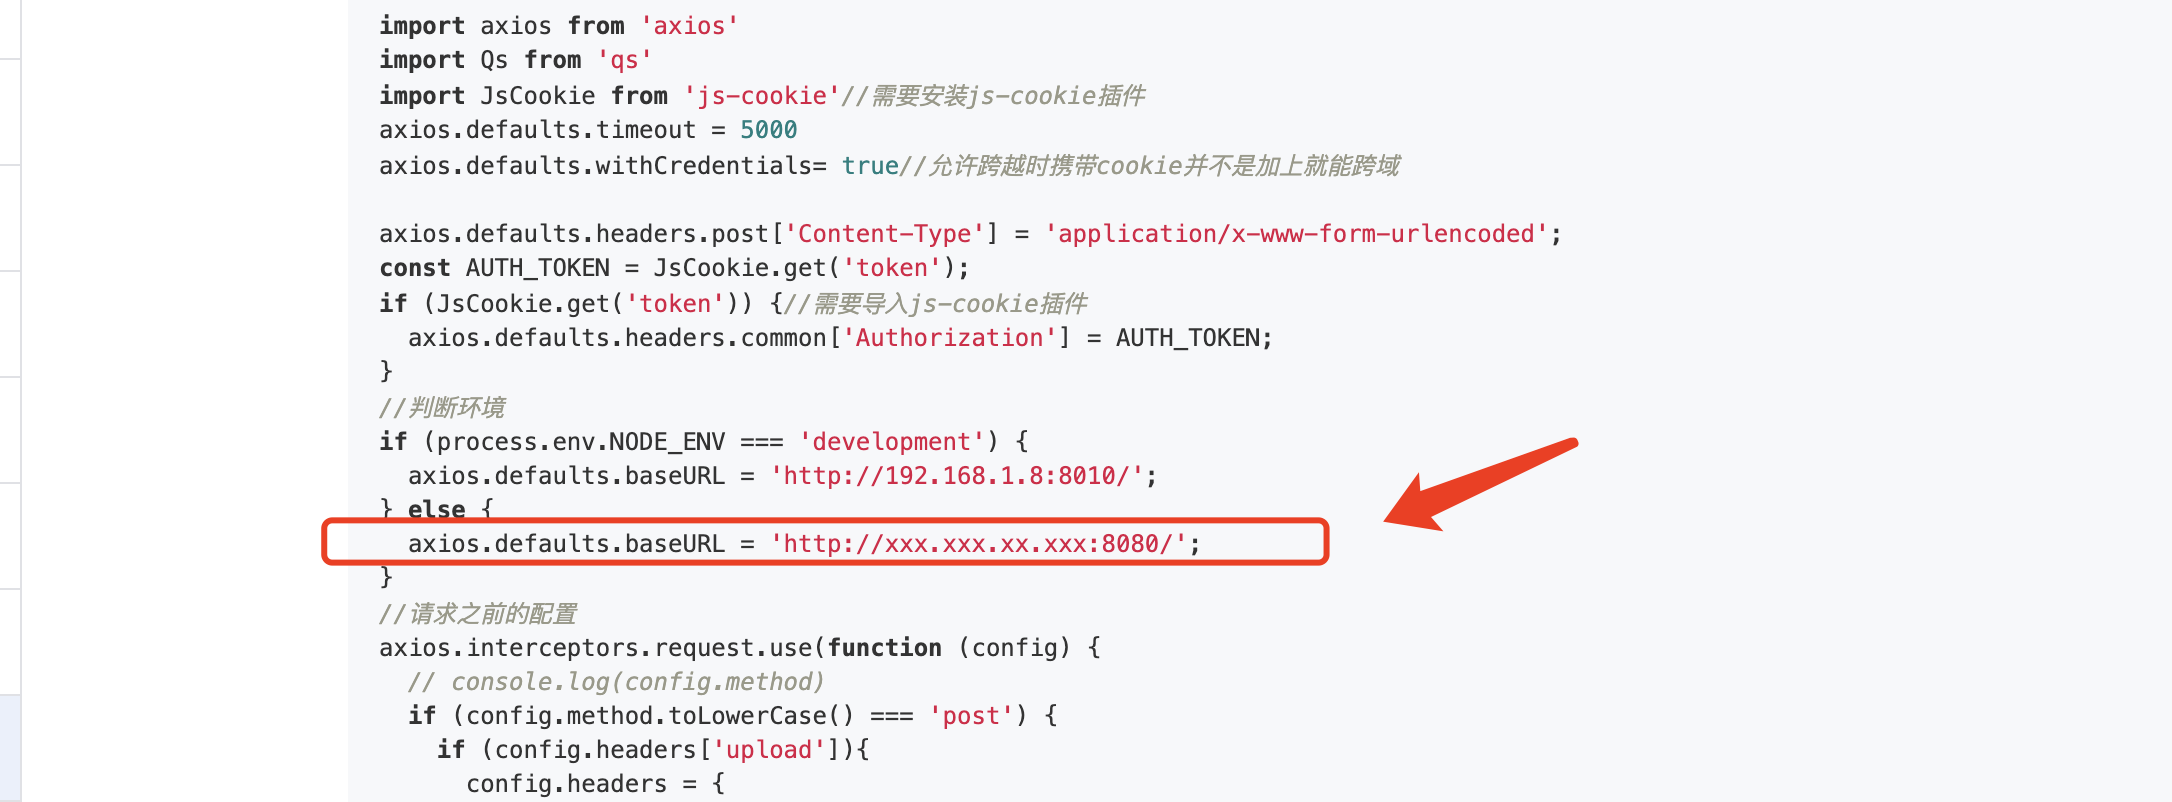 import axios from 'axios'
import Qs from 'qs'
import JsCookie from 'js-cookie'//需要安装js-cookie插件
axios.defaults.timeout = 5000
axios.defaults.withCredentials= true//允许跨越时携带cookie并不是加上就能跨域
axios.defaults.headers.post['Content-Type'] = 'application/x-www-form-urlencoded';
const AUTH_TOKEN = JsCookie.get('token');
if (JsCookie.get('token')) {//需要导入js-cookie插件
  axios.defaults.headers.common['Authorization'] = AUTH_TOKEN;
}
//判断环境
if (process.env.NODE_ENV === 'development') {
  axios.defaults.baseURL = 'http://192.168.1.8:8010/';
} else {
  axios.defaults.baseURL = 'http://xxx.xxx.xx.xxx:8080/';
}
//请求之前的配置
axios.interceptors.request.use(function (config) {
  // console.log(config.method)
  if (config.method.toLowerCase() === 'post') {
    if (config.headers['upload']){
      config.headers = {